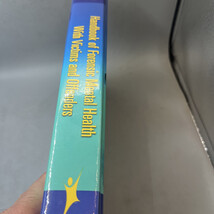 Handbook of Forensic Mental Health
With Victims and Offenders